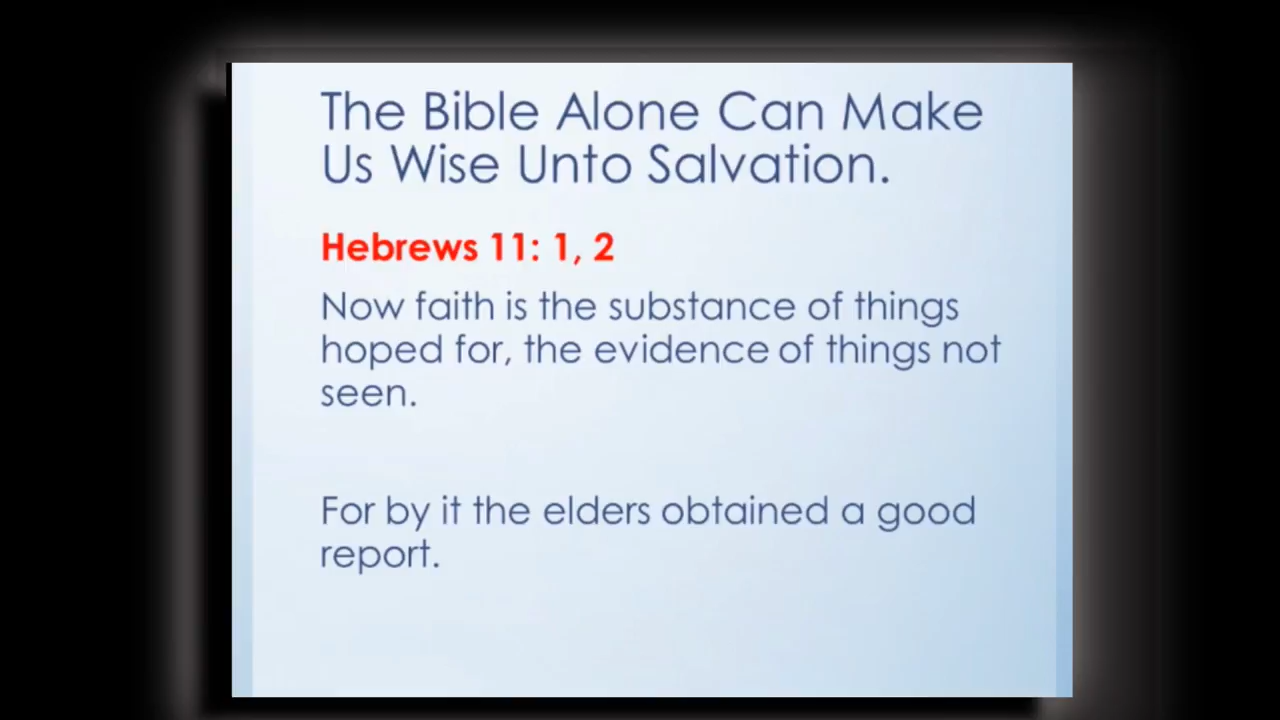 The Bible Alone Can Make
Us Wise Unto Salvation.
Hebrews 11: 1, 2
Now faith is the substance of things
hoped for, the evidence of things not
seen.
For by it the elders obtained a good
report.